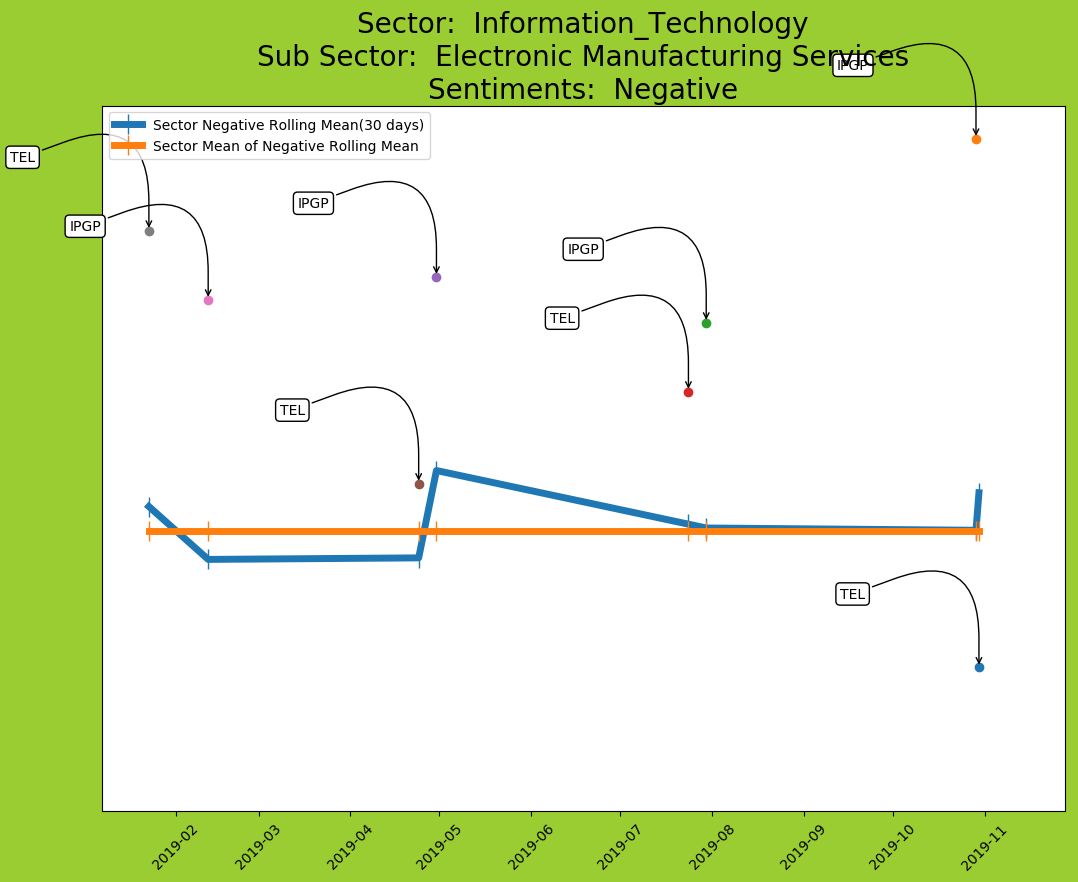 Sector:  Information_Technology
Sub Sector:  Electronic Manufacturing Services
Sentiments:  Negative
IPGP
Sector Negative Rolling Mean(30 days)
Sector Mean of Negative Rolling Mean
TEL
IPGP
IPGP
IPGP
TEL
TEL
TEL
2019-02
2019-03
2019-04
2019-05
2019-06
2019-07
2019-08
2019-09
2019-10
2019-11